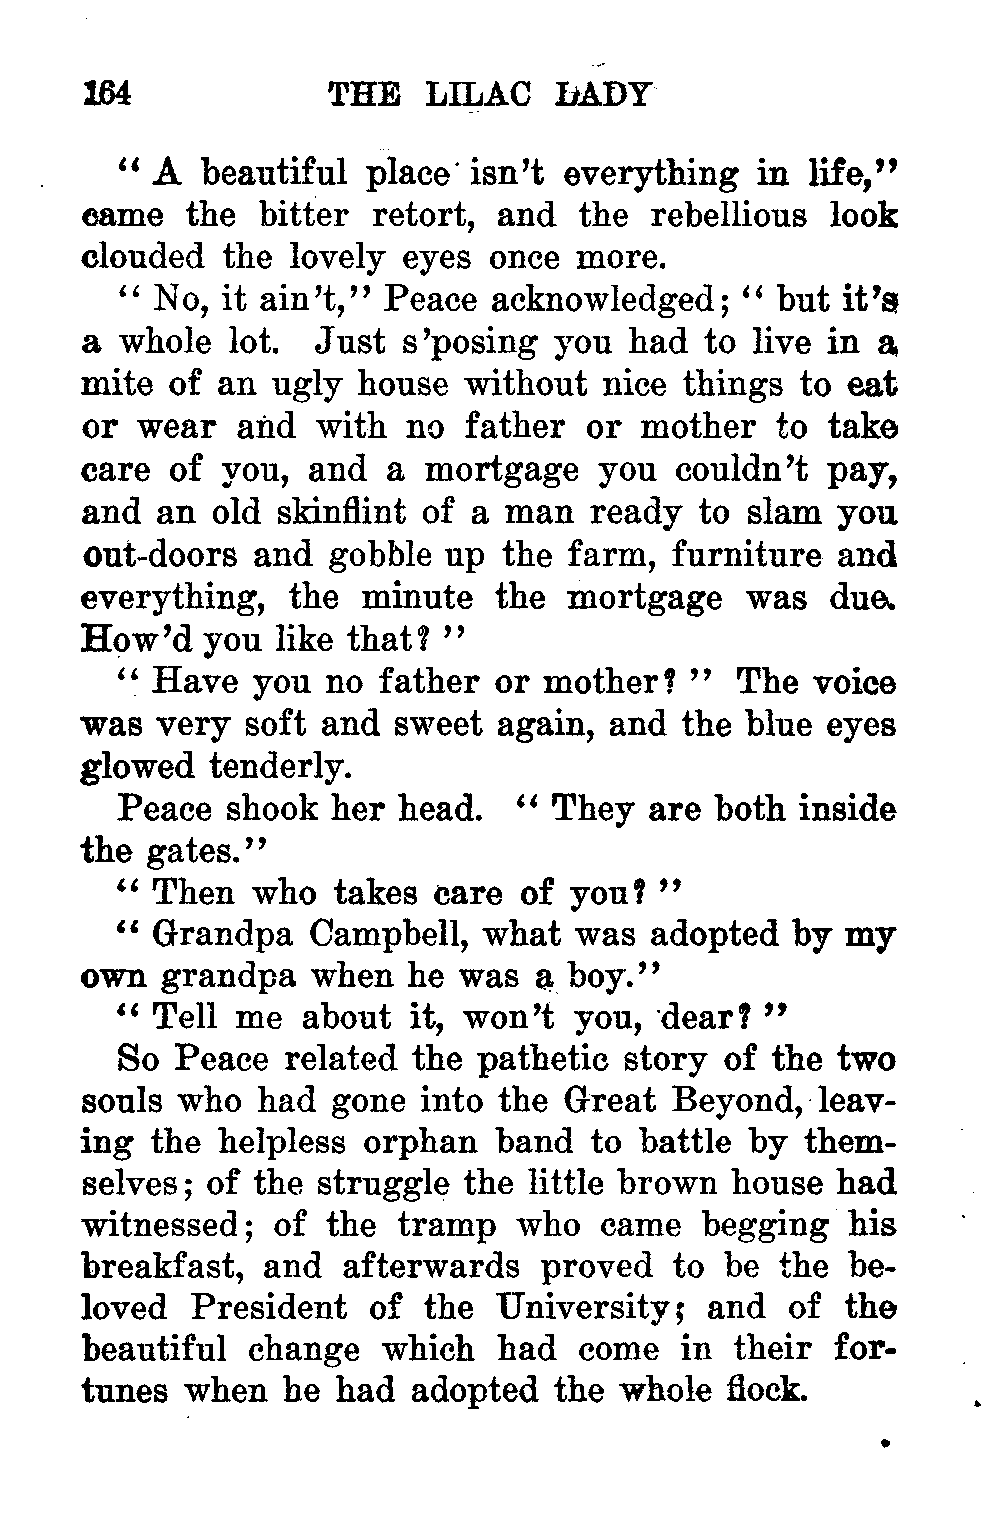 164 THE LILAC LADY
“ A beautiful place isn't everything in life,”
came the bitter retort, and the rebellious look
clouded the lovely eyes once more.
“ No, it ain't,” Peace acknowledged; “ but it's
a whole lot. Just s'posing you had to live in a
mite of an ugly house without nice things to eat
or wear and with no father or mother to take
care of you, and a mortgage you couldn't pay,
and an old skinflint of a man ready to slam you
out-doors and gobble up the farm, furniture and
everything, the minute the mortgage was due.
How'd you like that? ”
“ Have you no father or mother? ” The voice
was very soft and sweet again, and the blue eyes
glowed tenderly.
Peace shook her head. “ They are both inside
the gates.”
“ Then who takes care of you? ”
“ Grandpa Campbell, what was adopted by my
own grandpa when he was a boy.”
“ Tell me about it, won't you, dear? ”
So Peace related the pathetic story of the two
souls who had gone into the Great Beyond, leav-
ing the helpless orphan band to battle by them-
selves; of the struggle the little brown house had
witnessed; of the tramp who came begging his
breakfast, and afterwards proved to be the be-
loved President of the University; and of the
beautiful change which had come in their for-
tunes when he had adopted the whole flock.